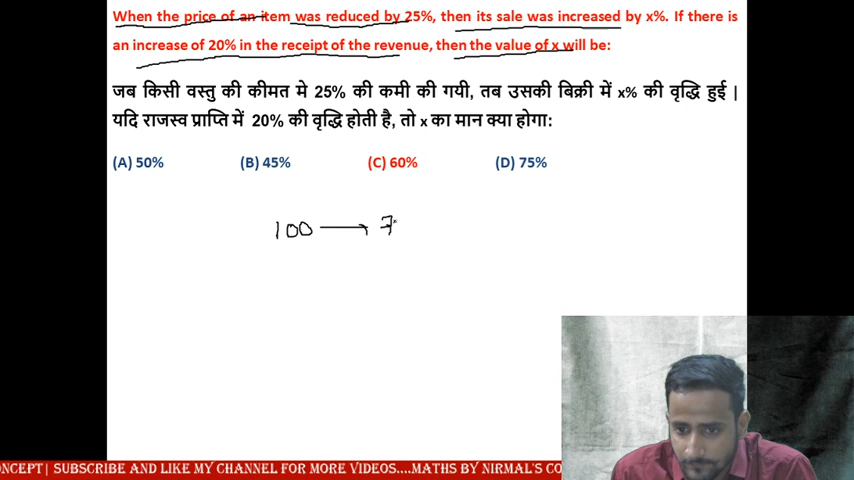 When the price of an item was reduced by 25%, then its sale was increased by x%. If there is
an increase of 20% in the receipt of the revenue, then the value of x will be:
जब किसी वस्तु की कीमत मे 25% की कमी की गयी, तब उसकी बिक्री में x% की वृद्धि हुई |
यदि राजस्व प्राप्ति में 20% की वृद्धि होती है, तो x का मान क्या होगा:
(A) 50% (B) 45% (C) 60% (D) 75%
100 → 7
ONCEPT| SUBSCRIBE AND LIKE MY CHANNEL FOR MORE VIDEOS....MATHS BY NIRMAL'S CO